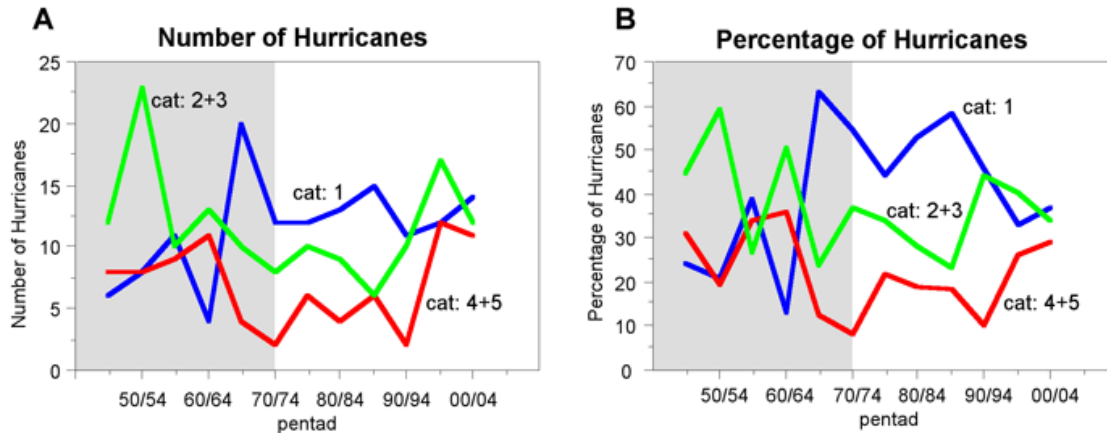 A
Number of Hurricanes
25
20
15
10
5
0
Number of Hurricanes
cat: 2+3
cat: 1
cat: 4+5
50/54 60/64 70/74 80/84 90/94 00/04
pentad
B
Percentage of Hurricanes
70
60
50
40
30
20
10
0
Percentage of Hurricanes
cat: 1
cat: 2+3
cat: 4+5
50/54 60/64 70/74 80/84 90/94 00/04
pentad